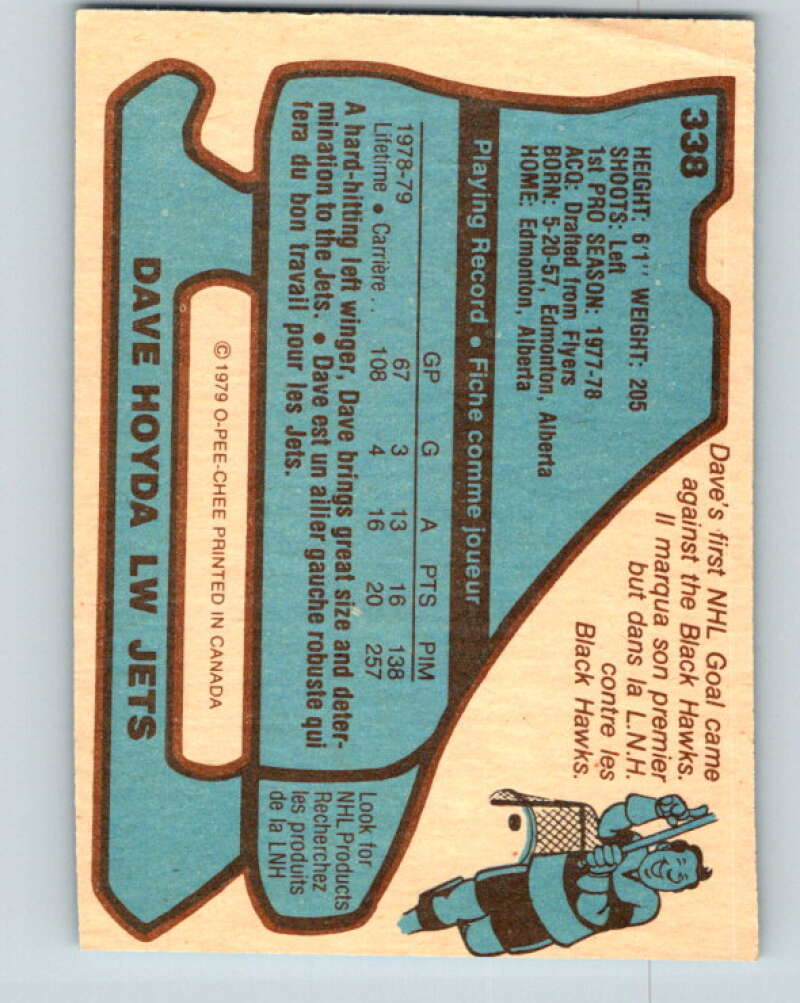 338
HEIGHT: 6'1'' WEIGHT: 205
SHOOTS: Left
1st PRO SEASON: 1977-78
ACQ: Drafted from Flyers
BORN: 5-20-57, Edmonton, Alberta
HOME: Edmonton, Alberta
Dave's first NHL Goal came
against the Black Hawks.
Il marqua son premier
but dans la L.N.H.
contre les
Black Hawks.
Playing Record • Fiche comme joueur
GP G A PTS PIM
1978-79 67 3 13 16 138
Lifetime • Carrière . . 108 4 16 20 257
A hard-hitting left winger, Dave brings great size and deter-
mination to the Jets. • Dave est un ailier gauche robuste qui
fera du bon travail pour les Jets.
Look for
NHL Products
Recherchez
les produits
de la LNH
© 1979 O-PEE-CHEE PRINTED IN CANADA
DAVE HOYDA LW JETS